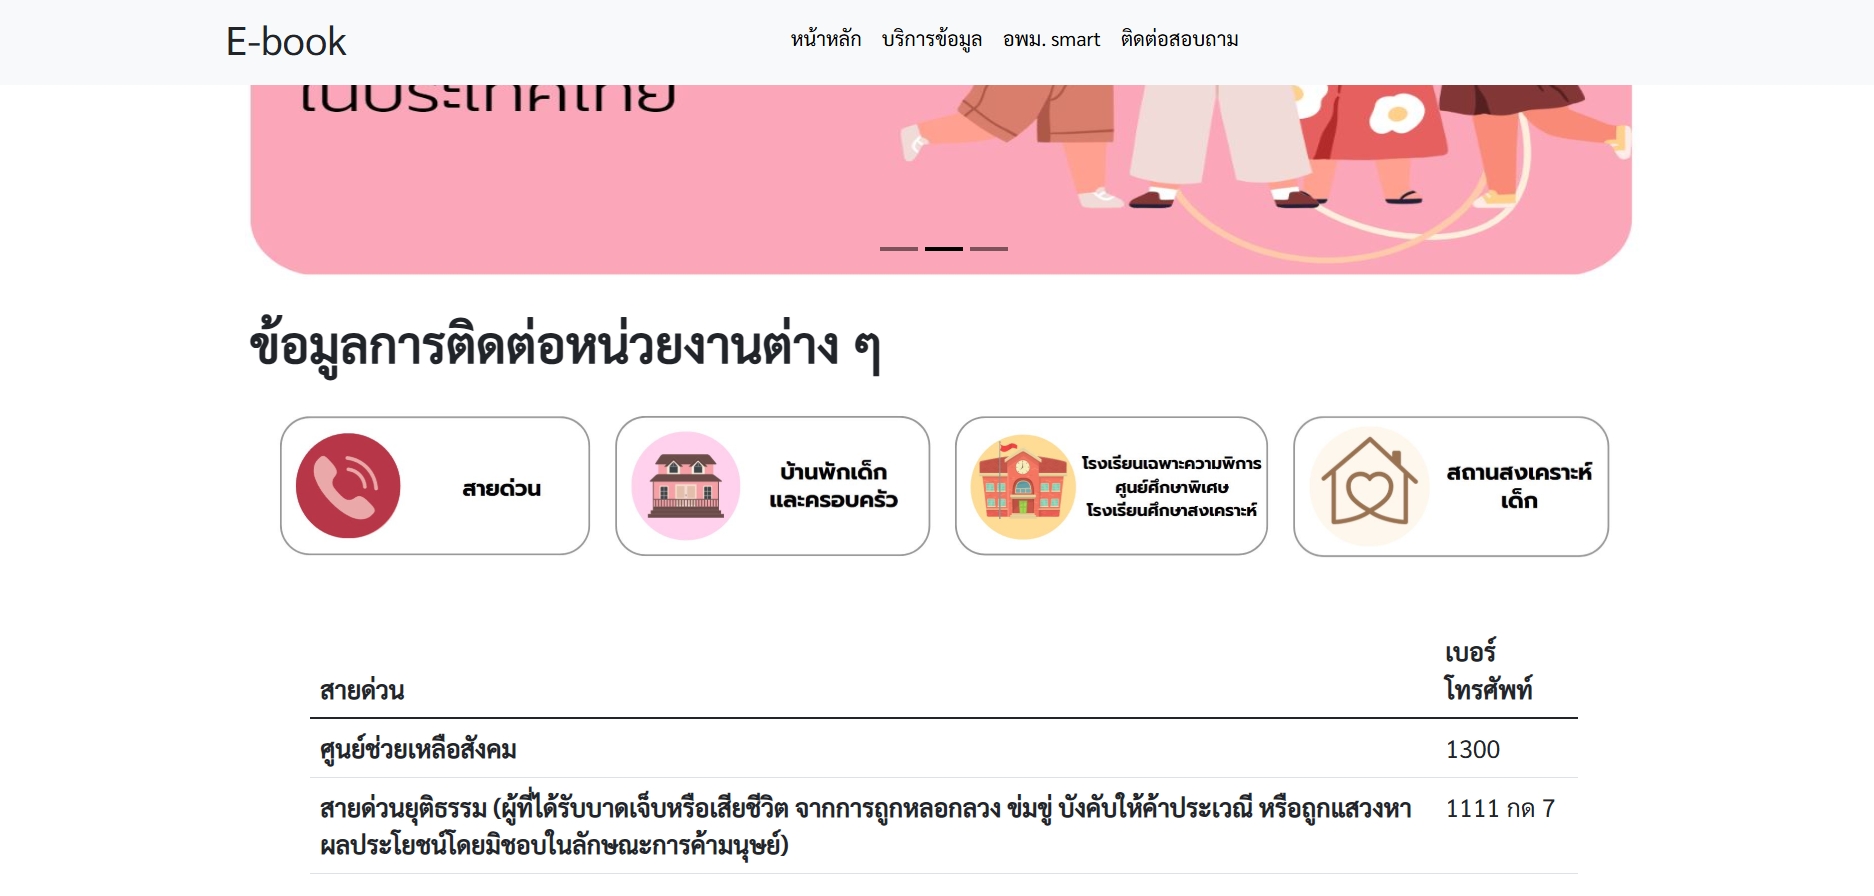 E-book
หน้าหลัก บริการข้อมูล อพม. smart ติดต่อสอบถาม
ในประเทศไทย
ข้อมูลการติดต่อหน่วยงานต่าง ๆ
สายด่วน
บ้านพักเด็ก
และครอบครัว
โรงเรียนเฉพาะความพิการ
ศูนย์ศึกษาพิเศษ
โรงเรียนศึกษาสงเคราะห์
สถานสงเคราะห์
เด็ก
สายด่วน
เบอร์
โทรศัพท์
ศูนย์ช่วยเหลือสังคม 1300
สายด่วนยุติธรรม (ผู้ที่ได้รับบาดเจ็บหรือเสียชีวิต จากการถูกหลอกลวง ข่มขู่ บังคับให้ค้าประเวณี หรือถูกแสวงหา 1111 กด 7
ผลประโยชน์โดยมิชอบในลักษณะการค้ามนุษย์)